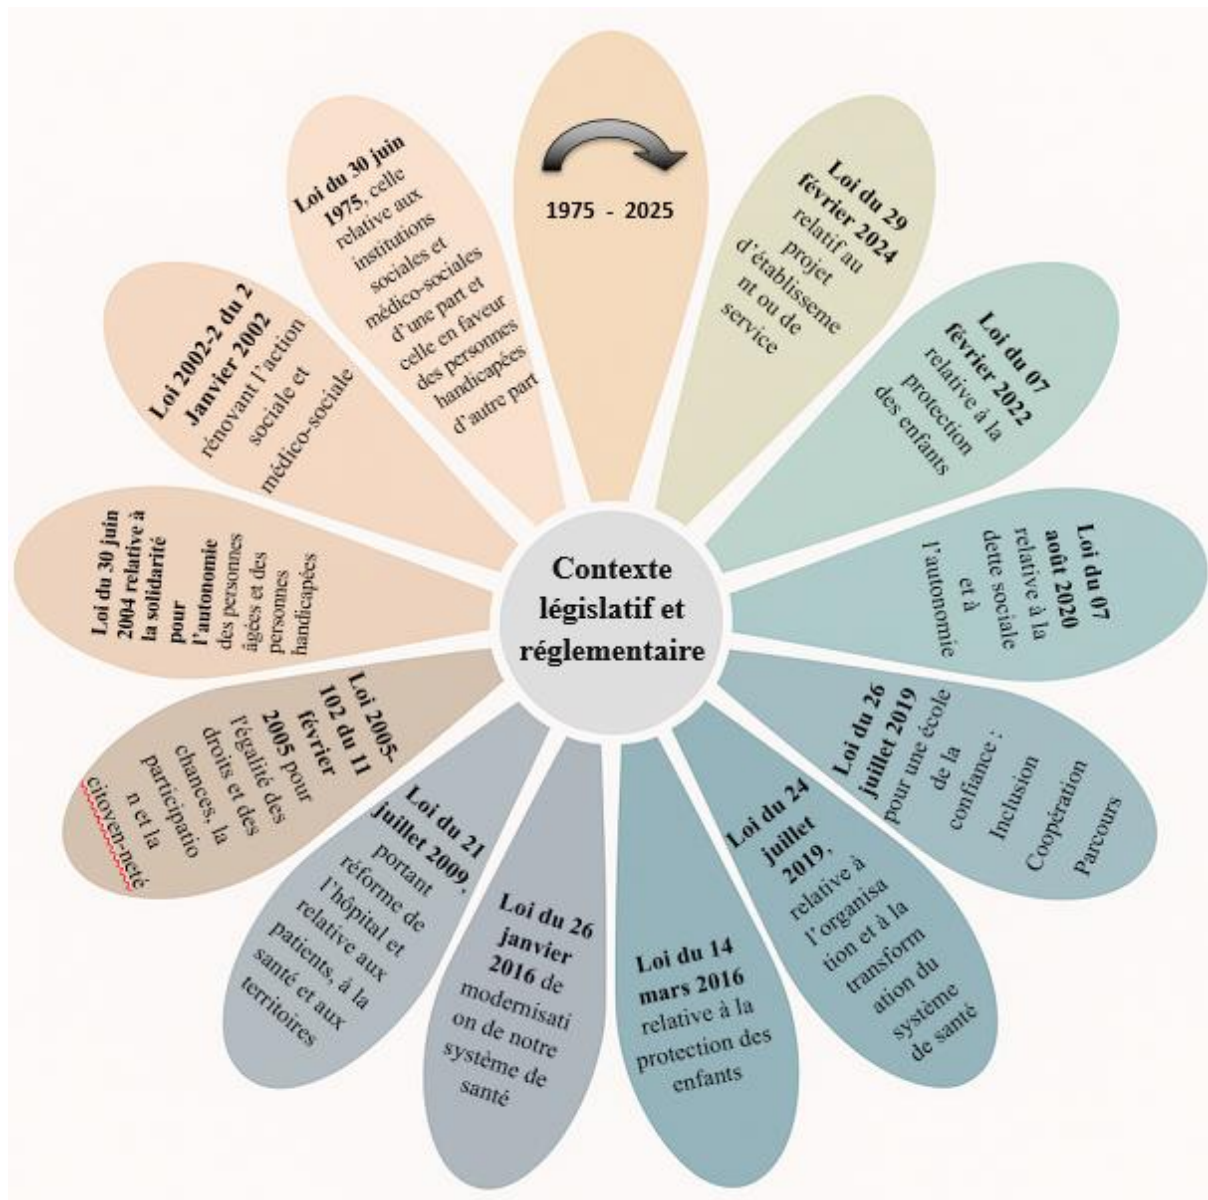 1975 - 2025
Loi du 29
février 2024
relatif au
projet
d'établisseme
nt ou de
service
Loi du 07
février 2022
relative à la
protection
des enfants
Loi du 07
août 2020
relative à la
dette sociale
et à
l'autonomie
Loi du 26
juillet 2019
pour une école
de la
confiance :
Inclusion
Coopération
Parcours
Loi du 24
juillet
2019,
relative à
l'organisa
tion et à la
transform
ation du
système
de santé
Loi du 14
mars 2016
relative à la
protection des
enfants
Loi du 26
janvier
2016 de
modernisati
on de notre
système de
santé
Loi du 21
juillet 2009,
portant
réforme de
l'hôpital et
relative aux
patients, à la
santé et aux
territoires
Loi 2005-
102 du 11
février
2005 pour
l'égalité des
droits et des
chances, la
participatio
n et la
citoyen-neté
Loi du 30 juin
2004 relative à
la solidarité
pour
l'autonomie
des personnes
âgées et des
personnes
handicapées
Loi 2002-2 du 2
Janvier 2002
rénovant l'action
sociale et
médico-sociale
Loi du 30 juin
1975, celle
relative aux
institutions
sociales et
médico-sociales
d'une part et
celle en faveur
des personnes
handicapées
d'autre part
Contexte
législatif et
réglementaire